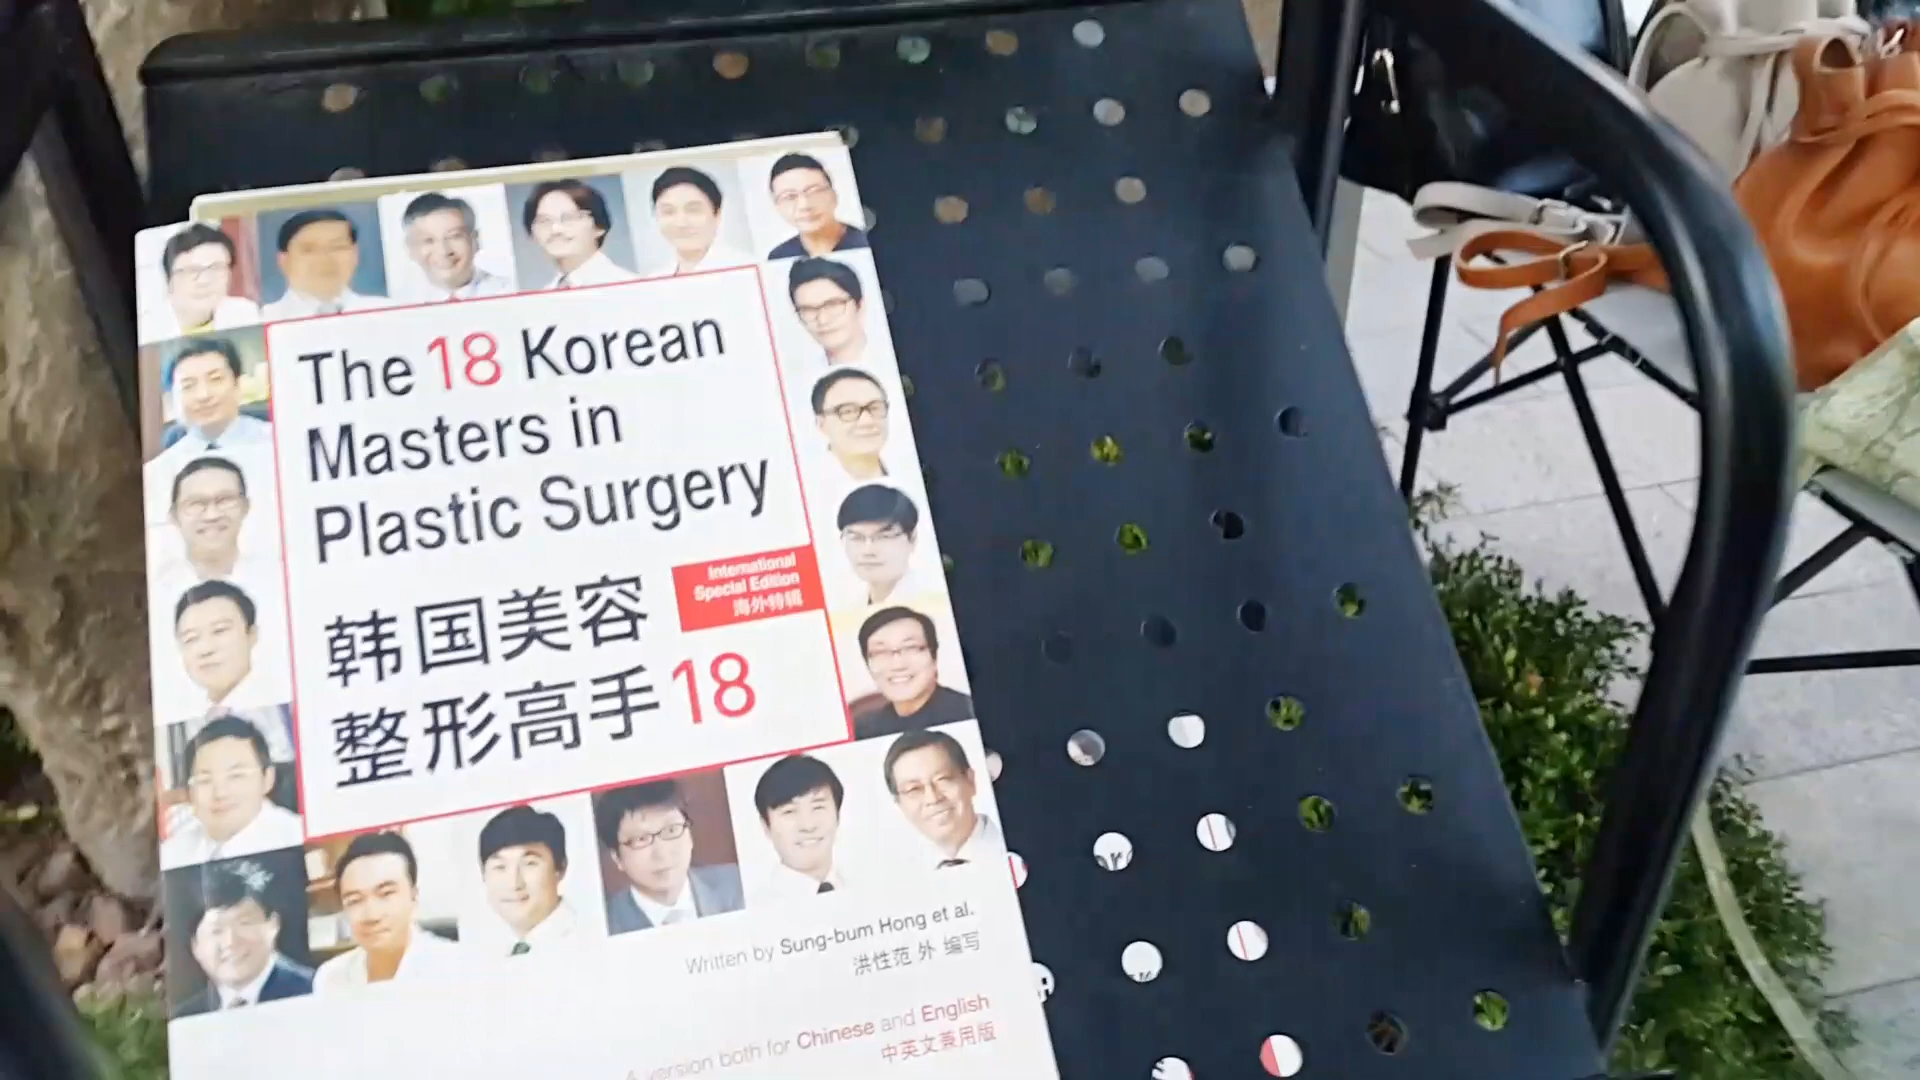 The 18 Korean
Masters in
Plastic Surgery
韩国美容
整形高手18
International
Special Edition
海外特辑
Written by Sung-bum Hong et al.
洪性范 外 编写
A version both for Chinese and English
中英文兼用版